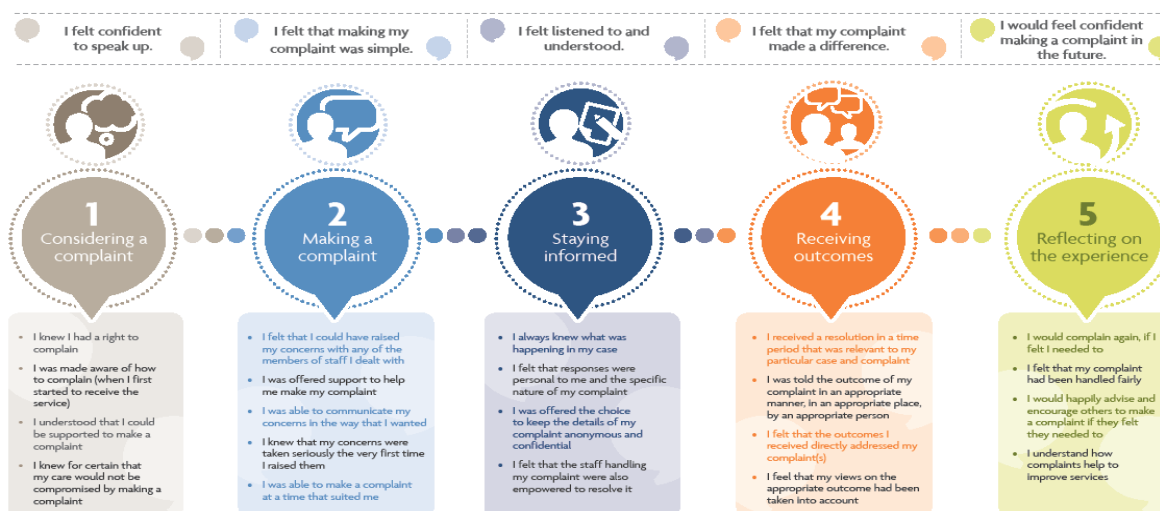 I felt confident
to speak up.
I felt that making my
complaint was simple.
I felt listened to and
understood.
I felt that my complaint
made a difference.
I would feel confident
making a complaint in
the future.
1
Considering a
complaint
2
Making a
complaint
3
Staying
informed
4
Receiving
outcomes
5
Reflecting on
the experience
• I knew I had a right to
complain
• I was made aware of how
to complain (when I first
started to receive the
service)
• I understood that I could
be supported to make a
complaint
• I knew for certain that
my care would not be
compromised by making a
complaint
• I felt that I could have raised
my concerns with any of the
members of staff I dealt with
• I was offered support to help
me make my complaint
• I was able to communicate my
concerns in the way that I wanted
• I knew that my concerns were
taken seriously the very first time
I raised them
• I was able to make a complaint
at a time that suited me
• I always knew what was
happening in my case
• I felt that responses were
personal to me and the specific
nature of my complaint
• I was offered the choice
to keep the details of my
complaint anonymous and
confidential
• I felt that the staff handling
my complaint were also
empowered to resolve it
• I received a resolution in a time
period that was relevant to my
particular case and complaint
• I was told the outcome of my
complaint in an appropriate
manner, in an appropriate place,
by an appropriate person
• I felt that the outcomes I
received directly addressed my
complaint(s)
• I feel that my views on the
appropriate outcome had been
taken into account
• I would complain again, if I
felt I needed to
• I felt that my complaint
had been handled fairly
• I would happily advise and
encourage others to make
a complaint if they felt
they needed to
• I understand how
complaints help to
improve services